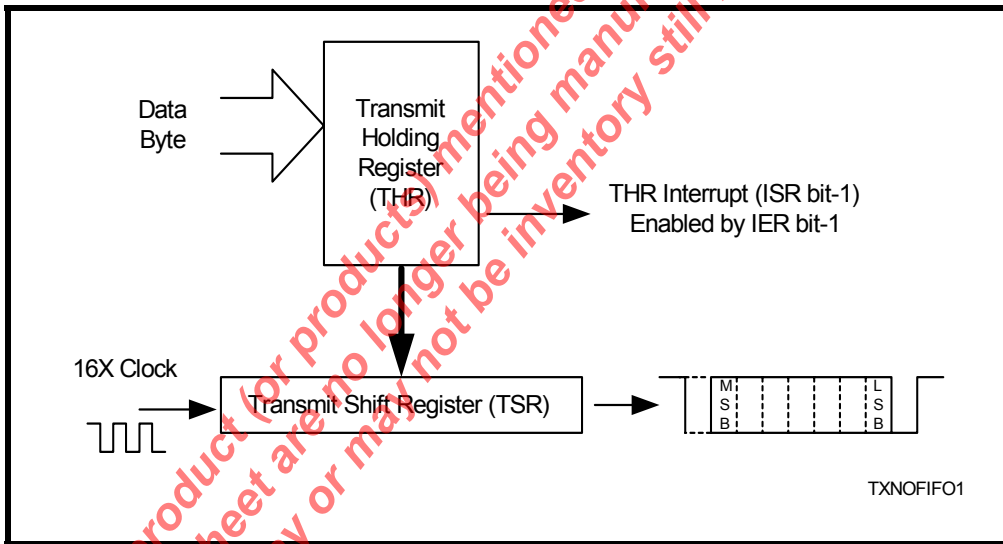 Data
Byte
Transmit
Holding
Register
(THR)
THR Interrupt (ISR bit-1)
Enabled by IER bit-1
16X Clock
Transmit Shift Register (TSR)
M
S
B
L
S
B
TXNOFIFO1
product (or products) mentioned
sheet are no longer being manu
y or may not be inventory still